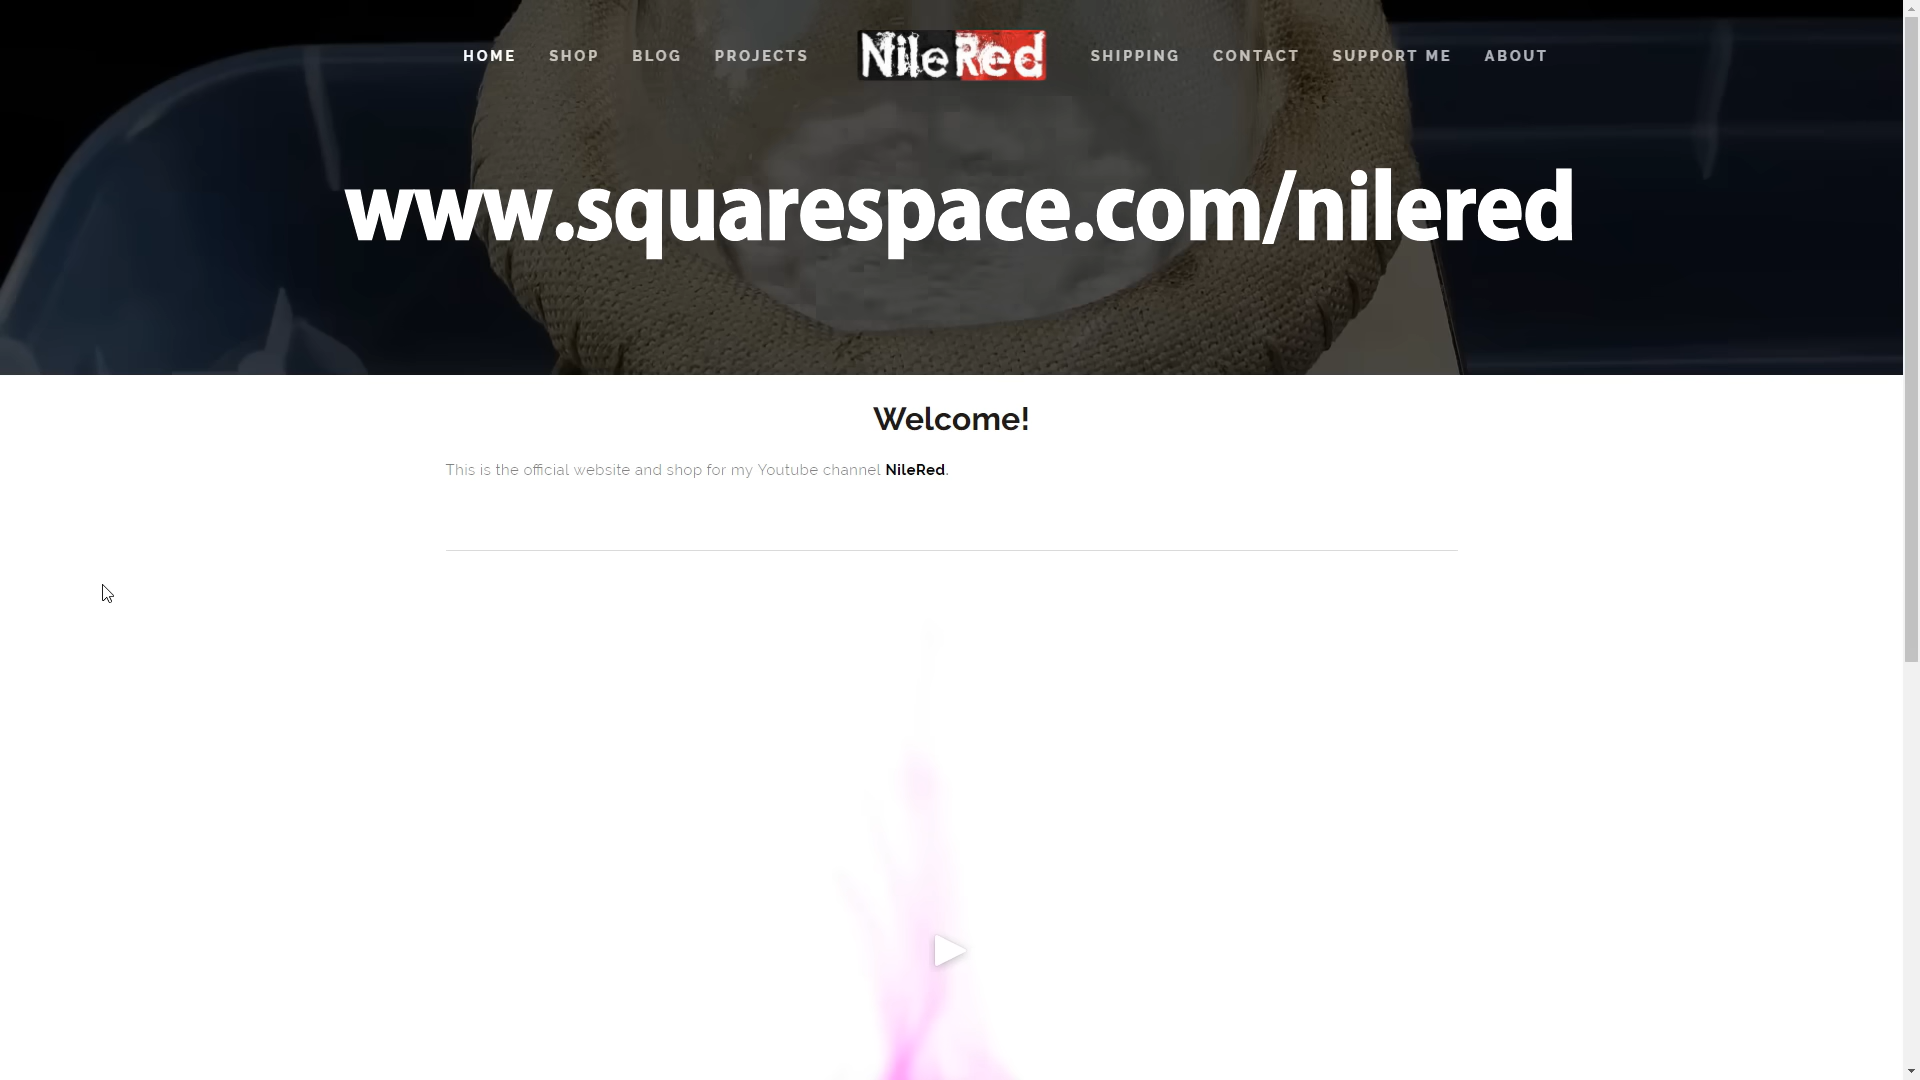 HOME SHOP BLOG PROJECTS NileRed SHIPPING CONTACT SUPPORT ME ABOUT
www.squarespace.com/nilered
Welcome!
This is the official website and shop for my Youtube channel NileRed.